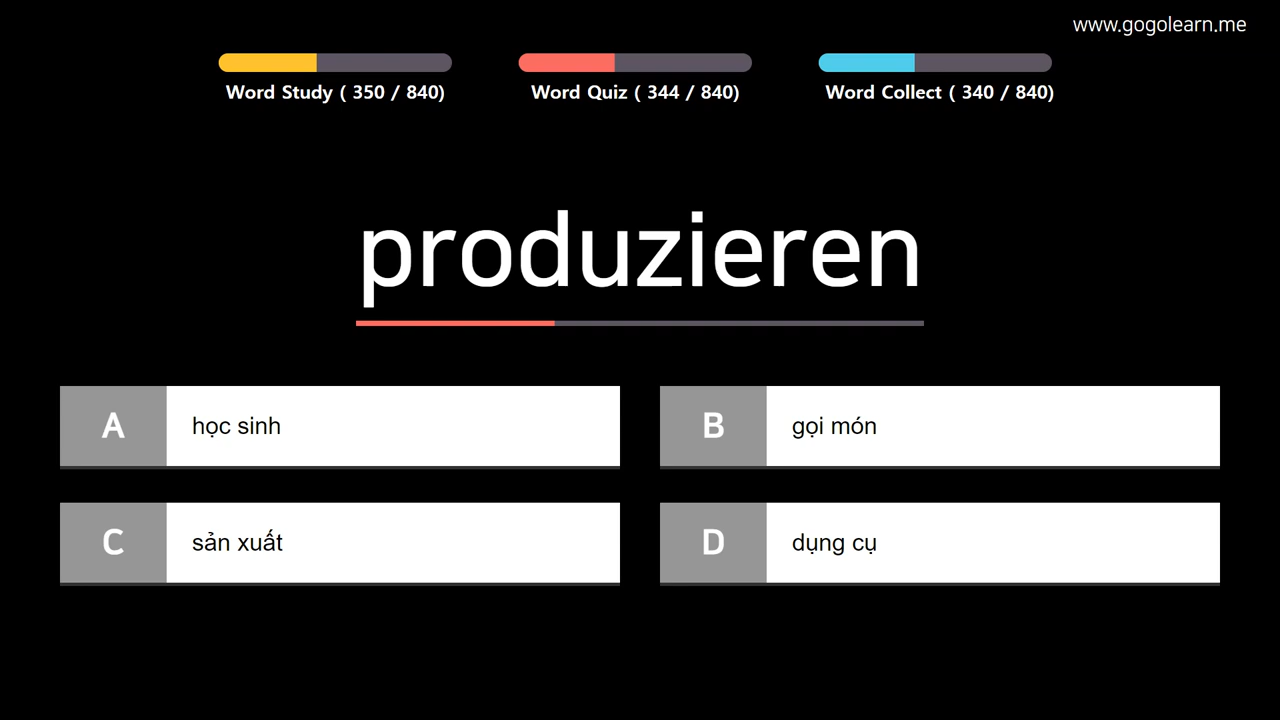 www.gogolearn.me
Word Study ( 350 / 840)
Word Quiz ( 344 / 840)
Word Collect ( 340 / 840)
produzieren
A học sinh
B gọi món
C sản xuất
D dụng cụ